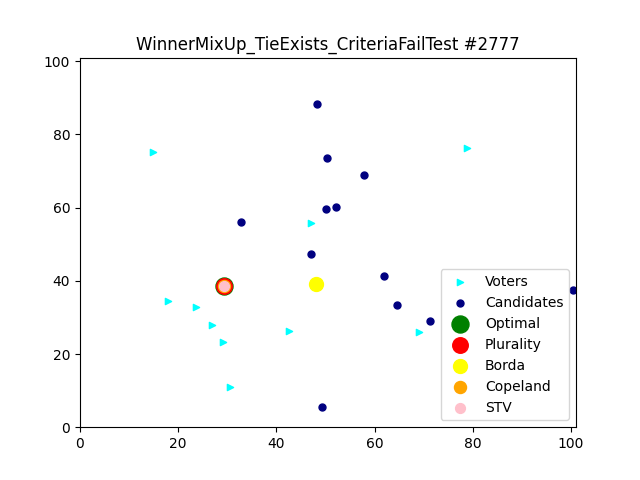 WinnerMixUp_TieExists_CriteriaFailTest #2777
100
80
60
40
20
0
0 20 40 60 80 100
Voters
Candidates
Optimal
Plurality
Borda
Copeland
STV